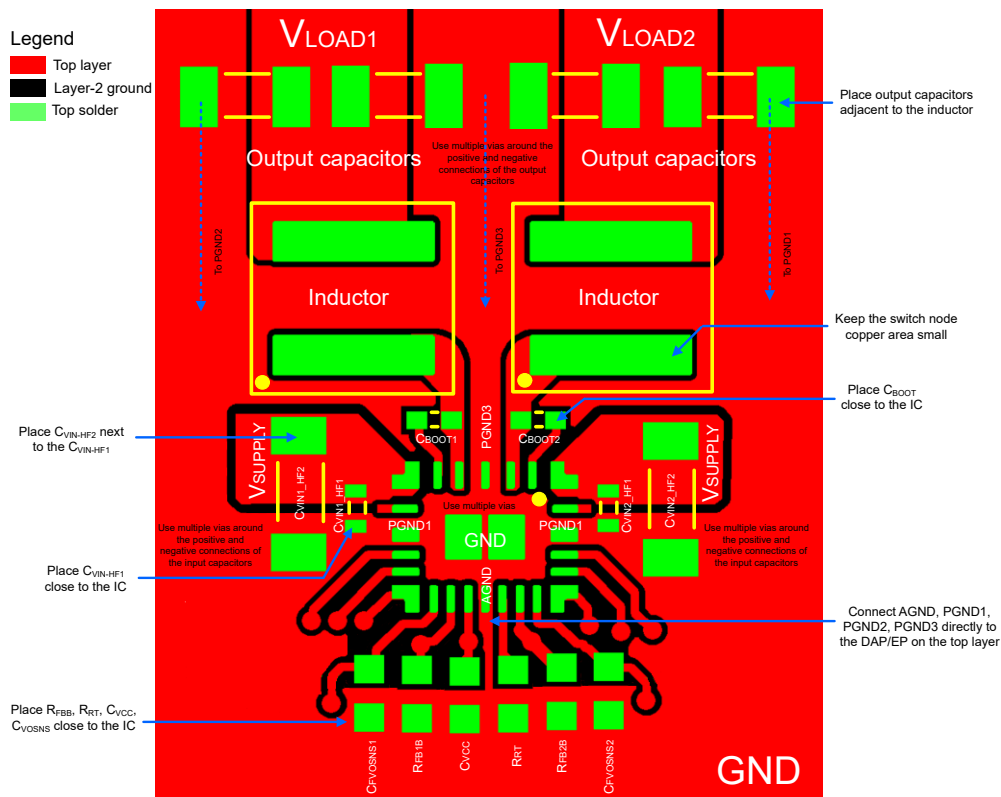 Legend
Top layer
Layer-2 ground
Top solder
VLOAD1
VLOAD2
Place output capacitors
adjacent to the inductor
Output capacitors
Use multiple vias around the
positive and negative
connections of the output
capacitors
Output capacitors
To PGND2
To PGND3
To PGND1
Inductor
Inductor
Keep the switch node
copper area small
Place CBOOT
close to the IC
CBOOT1
PGND3
CBOOT2
Place CVIN-HF2 next
to the CVIN-HF1
VSUPPLY
CVIN1_HF2
CVIN1_HF1
CVIN2_HF1
CVIN2_HF2
VSUPPLY
Use multiple vias
PGND1
PGND1
GND
Use multiple vias around
the positive and
negative connections of
the input capacitors
Use multiple vias around
the positive and
negative connections of
the input capacitors
Place CVIN-HF1
close to the IC
AGND
Connect AGND, PGND1,
PGND2, PGND3 directly to
the DAP/EP on the top layer
Place RFBB, RRT, CVCC,
CVOSNS close to the IC
CFVOSNS1
RFB1B
CVCC
RRT
RFB2B
CFVOSNS2
GND